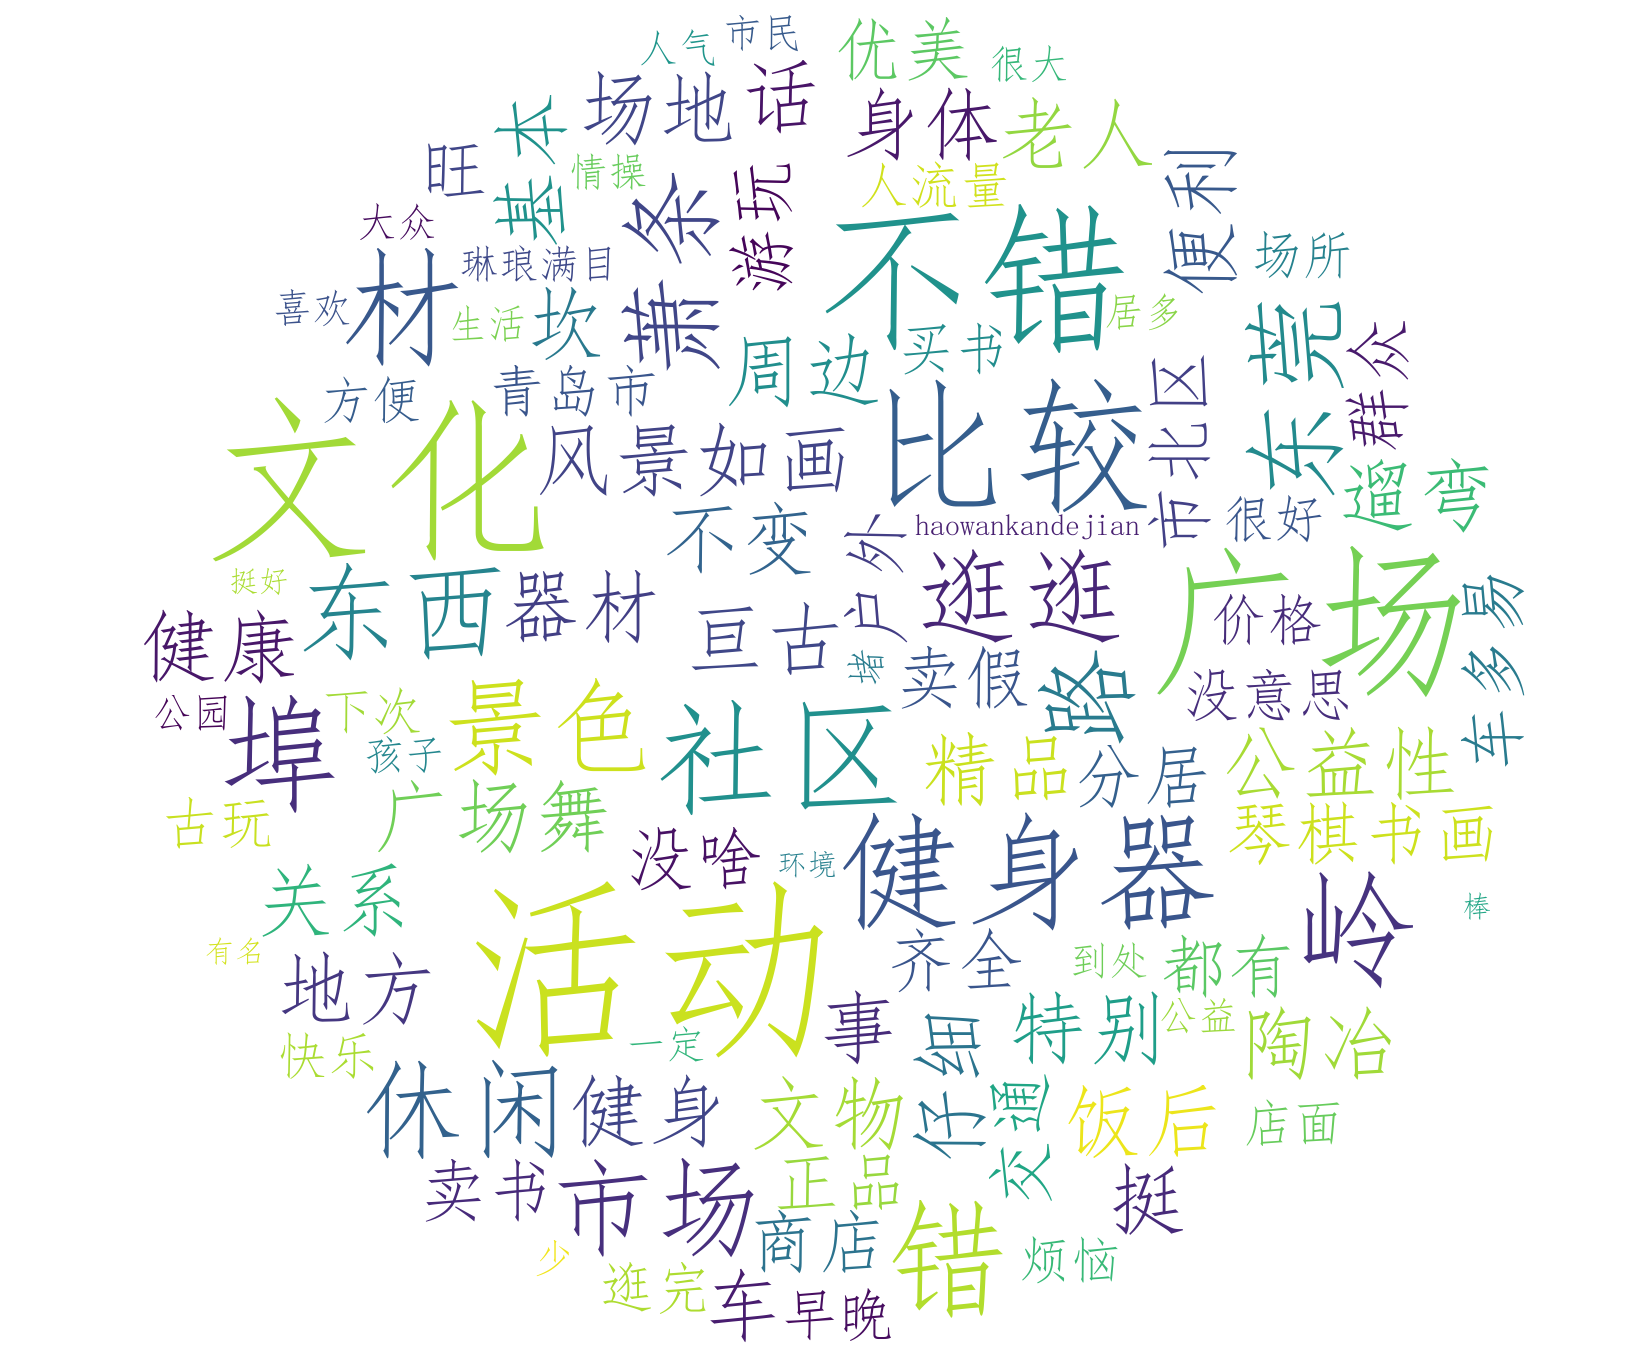 人气
市民
优美
很大
场地
话
身体
老人
基本
旺
情操
萧条
游玩
人流量
便利
大众
琳琅满目
不错
场所
喜欢
材
生活
坎
居多
东莞
群众
方便
青岛市
周边
买书
市北区
文化
风景如画
比较
遛弯
不变
户外
haowankandejian
很好
挺好
东西
器材
逛逛
广场
价格
易
多
车
健康
亘古
堵
卖假
路
没意思
公园
埠
下次
孩子
景色
社区
精品
分居
公益性
古玩
广场舞
没啥
环境
健身器
琴棋书画
关系
活动
岭
棒
有名
地方
齐全
到处
都有
快乐
一定
事
仔细
特别
公益
陶冶
休闲
健身
文物
交通
饭后
店面
卖书
市场
正品
挺
少
逛完
商店
错
烦恼
车
早晚